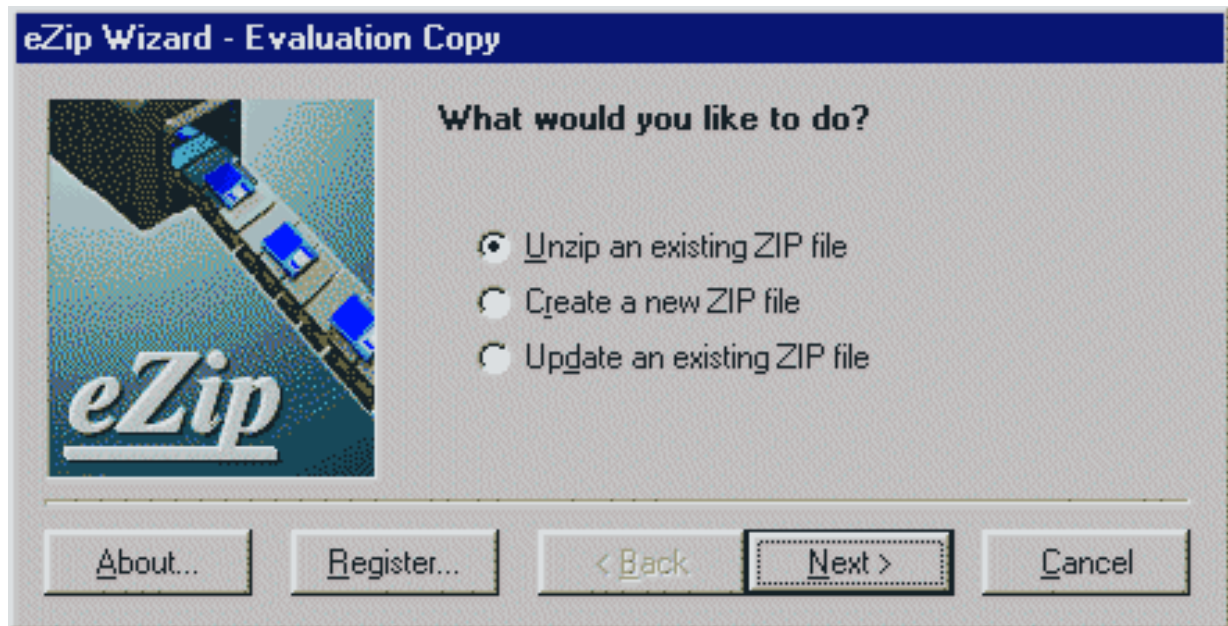 eZip Wizard - Evaluation Copy
What would you like to do?
Unzip an existing ZIP file
Create a new ZIP file
Update an existing ZIP file
eZip
About... Register... < Back Next > Cancel